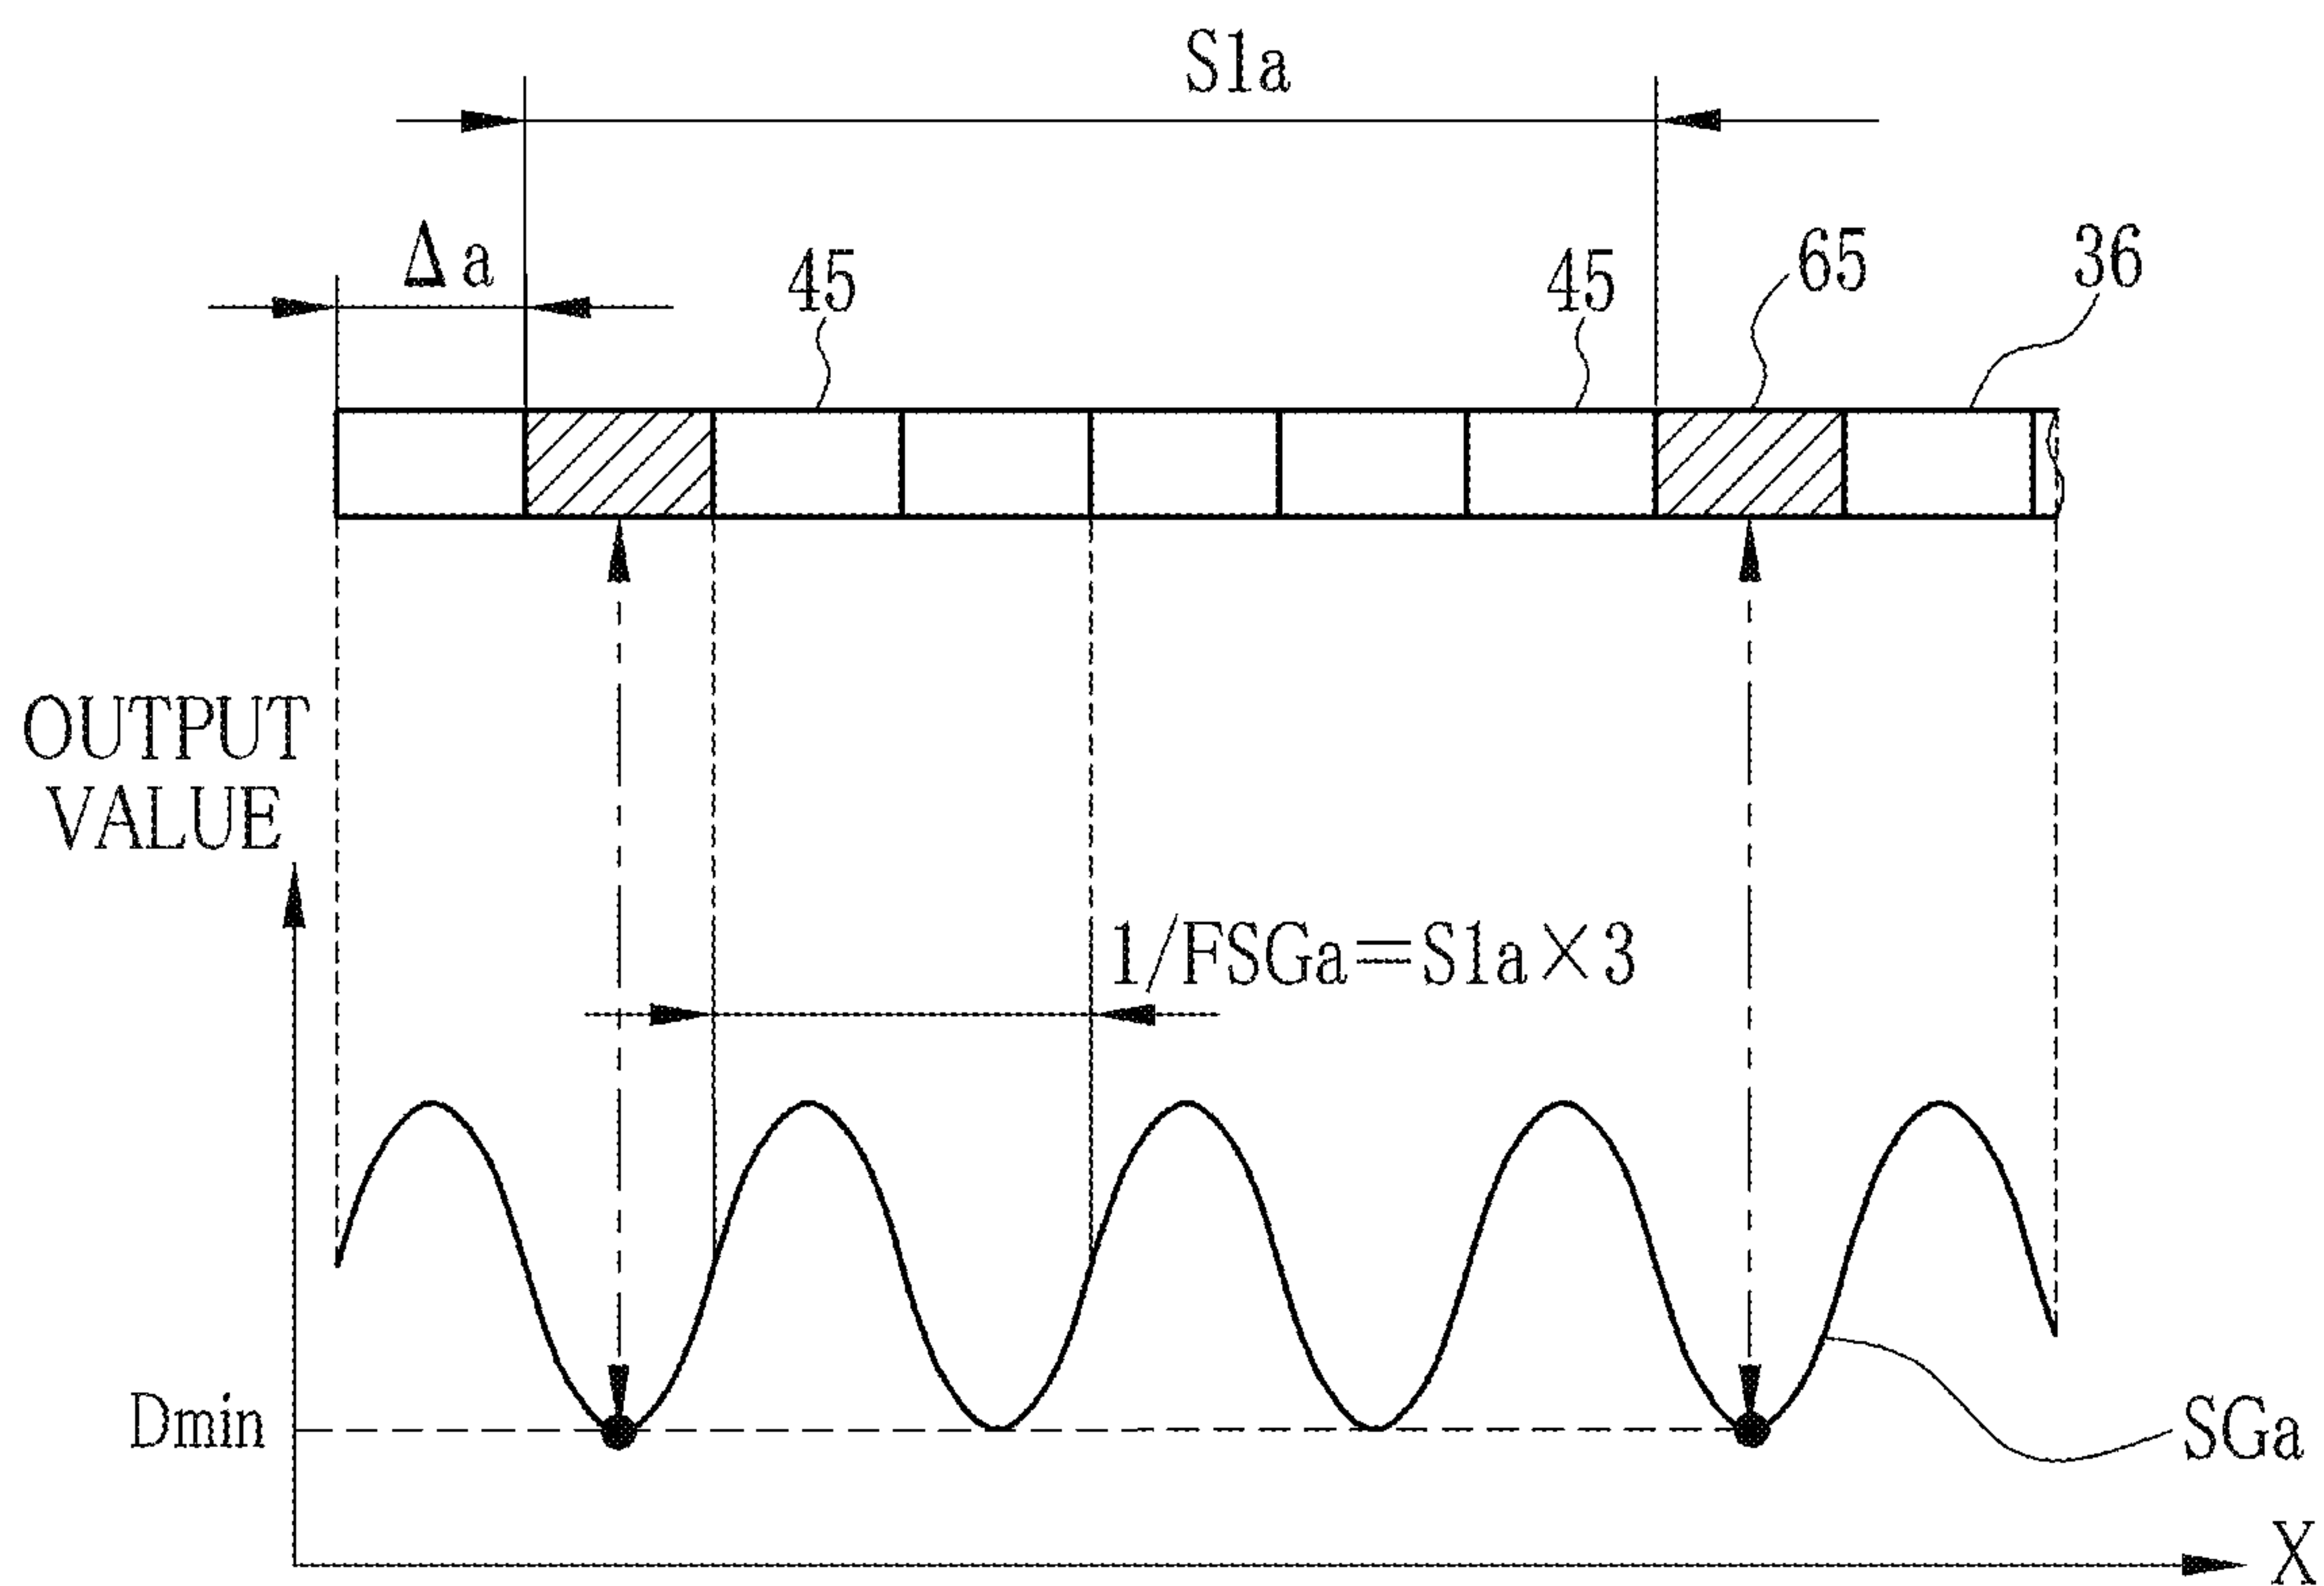 S1a
Δa
45
45
65
36
OUTPUT
VALUE
1/FSGa=S1a×3
Dmin
SGa
X